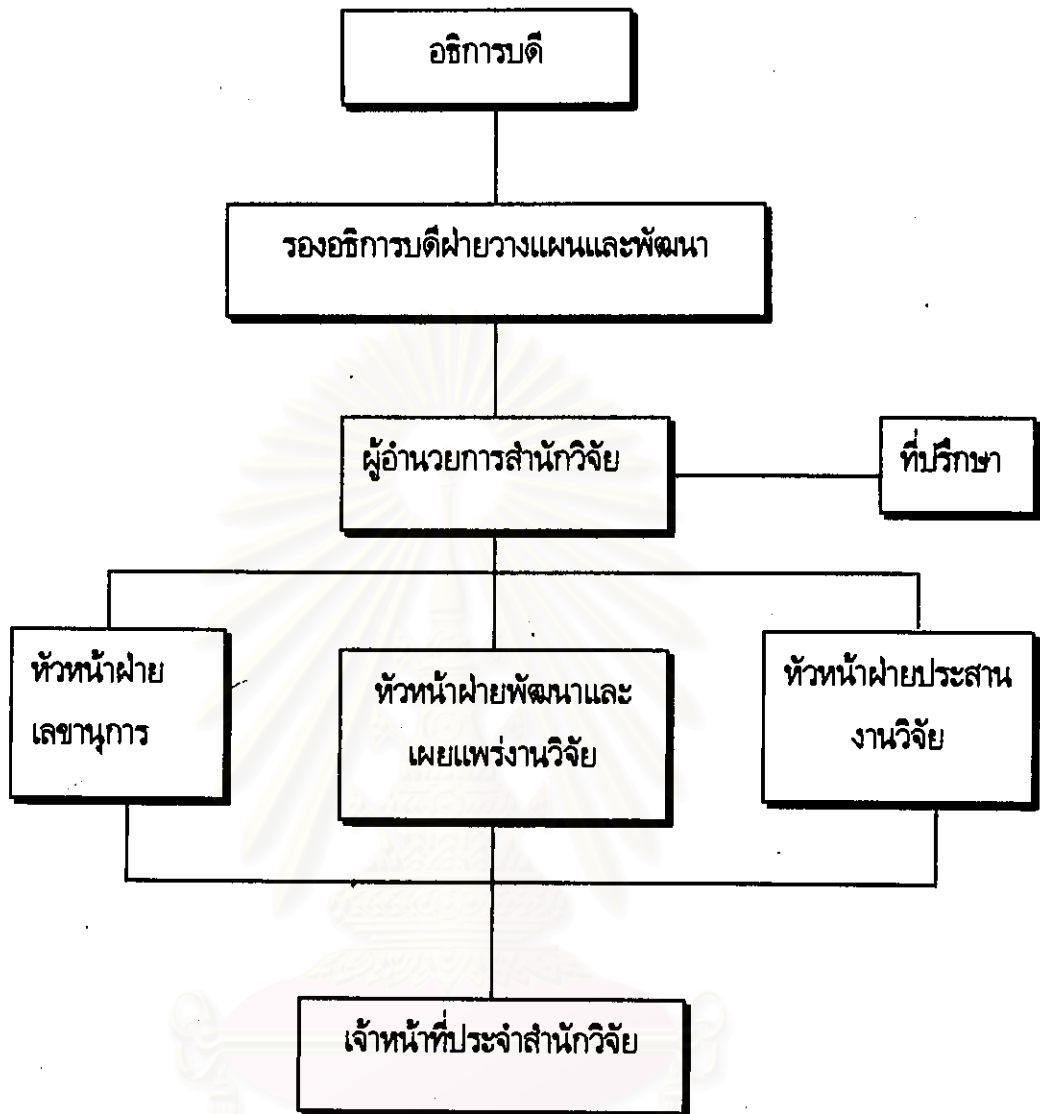 อธิการบดี
รองอธิการบดีฝ่ายวางแผนและพัฒนา
ผู้อำนวยการสำนักวิจัย
ที่ปรึกษา
หัวหน้าฝ่าย
เลขานุการ
หัวหน้าฝ่ายพัฒนาและ
เผยแพร่งานวิจัย
หัวหน้าฝ่ายประสาน
งานวิจัย
เจ้าหน้าที่ประจำสำนักวิจัย